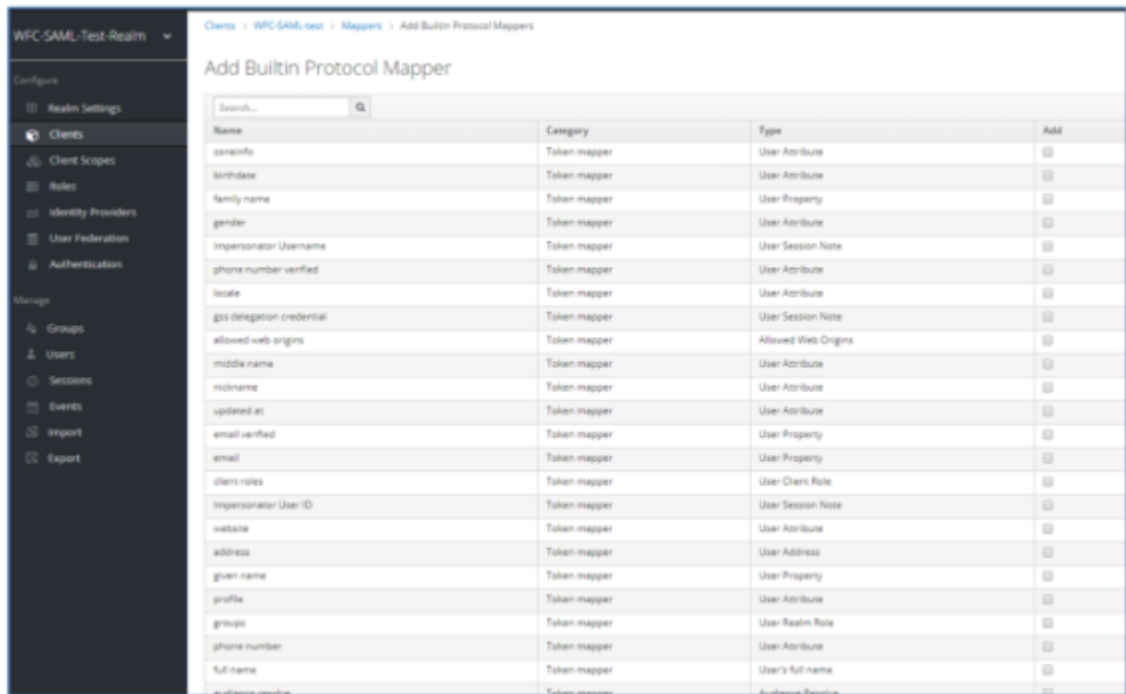 WFC-SAML-Test-Realm
Clients > WFC-SAML-test > Mappers > Add Builtin Protocol Mappers
Add Builtin Protocol Mapper
Configure
Realm Settings
Clients
Client Scopes
Roles
Identity Providers
User Federation
Authentication
Manage
Groups
Users
Sessions
Events
Import
Export
Search...
Name Category Type Add
zoneinfo Token mapper User Attribute
birthdate Token mapper User Attribute
family name Token mapper User Property
gender Token mapper User Attribute
Impersonator Username Token mapper User Session Note
phone number verified Token mapper User Attribute
locale Token mapper User Attribute
gss delegation credential Token mapper User Session Note
allowed web origins Token mapper Allowed Web Origins
middle name Token mapper User Attribute
nickname Token mapper User Attribute
updated at Token mapper User Attribute
email verified Token mapper User Property
email Token mapper User Property
client roles Token mapper User Client Role
Impersonator User ID Token mapper User Session Note
website Token mapper User Attribute
address Token mapper User Address
given name Token mapper User Property
profile Token mapper User Attribute
groups Token mapper User Realm Role
phone number Token mapper User Attribute
full name Token mapper User's full name
audience resolve Token mapper Audience Resolve